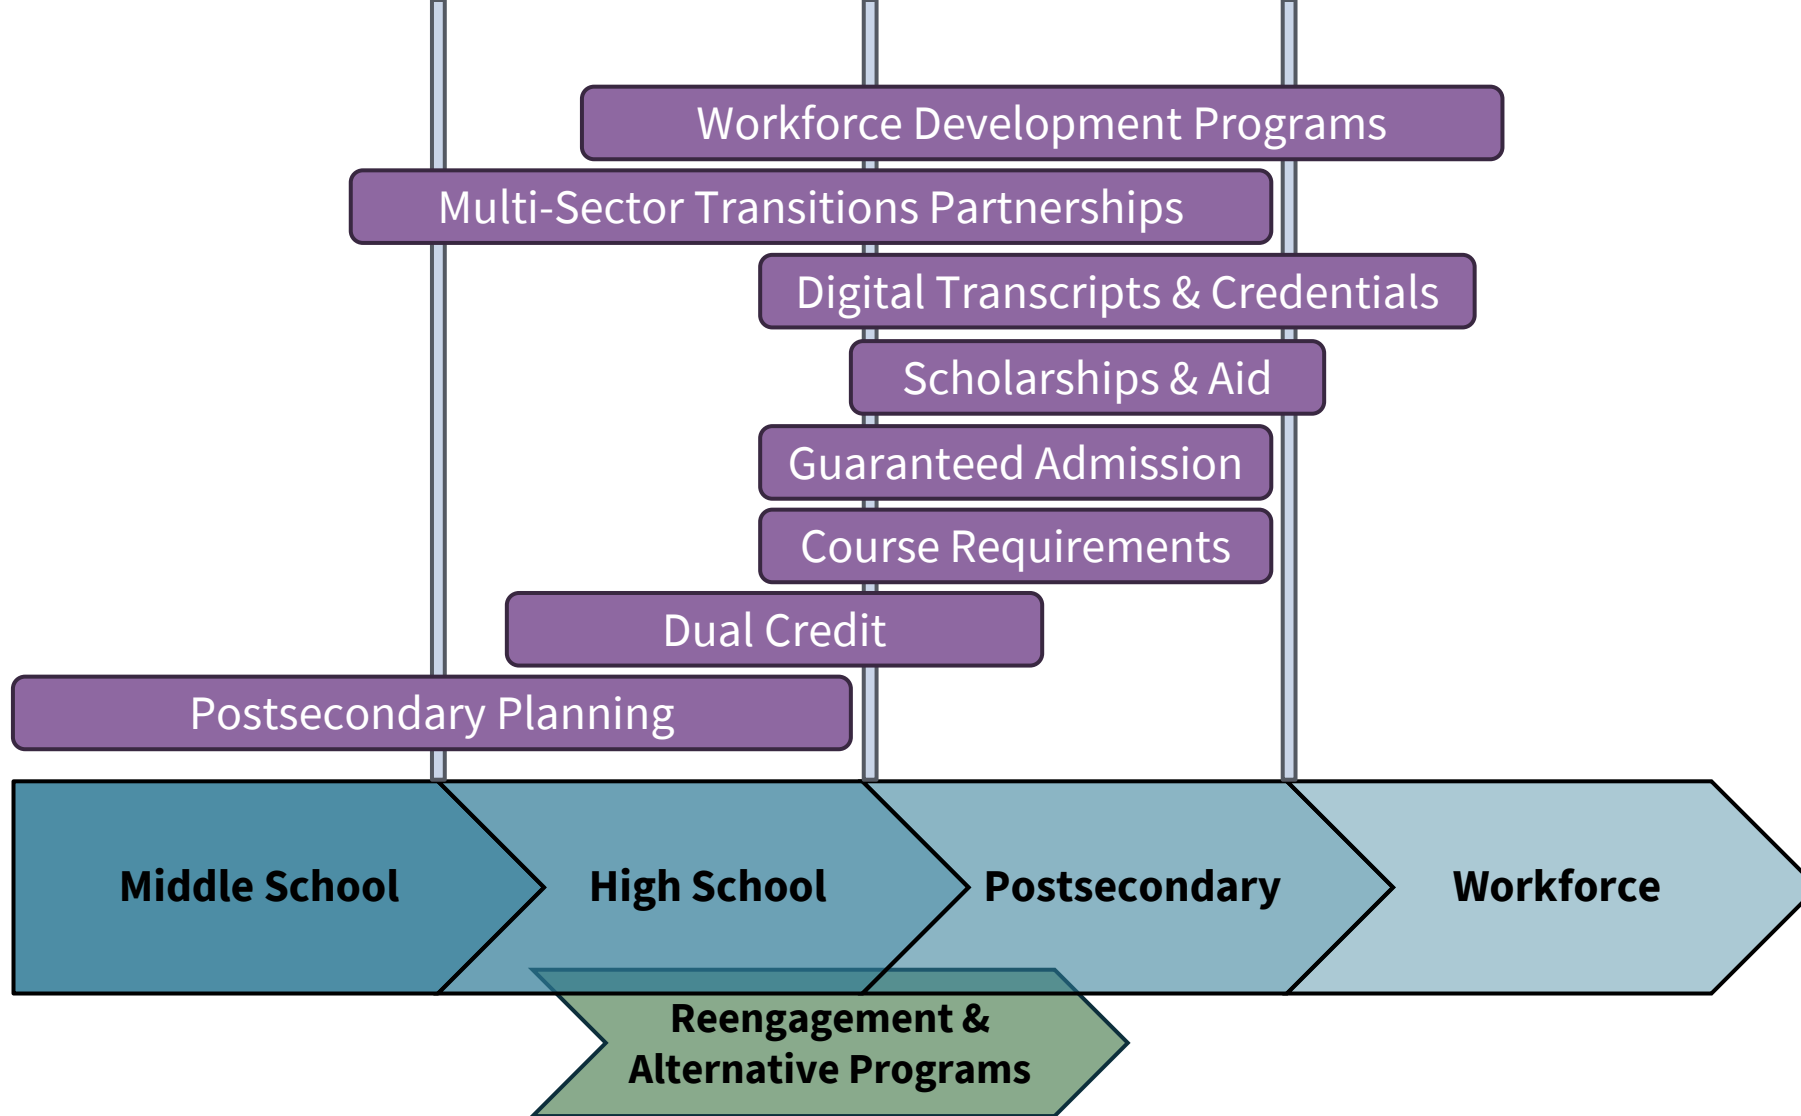 Workforce Development Programs
Multi-Sector Transitions Partnerships
Digital Transcripts & Credentials
Scholarships & Aid
Guaranteed Admission
Course Requirements
Dual Credit
Postsecondary Planning
Middle School
High School
Postsecondary
Workforce
Reengagement &
Alternative Programs